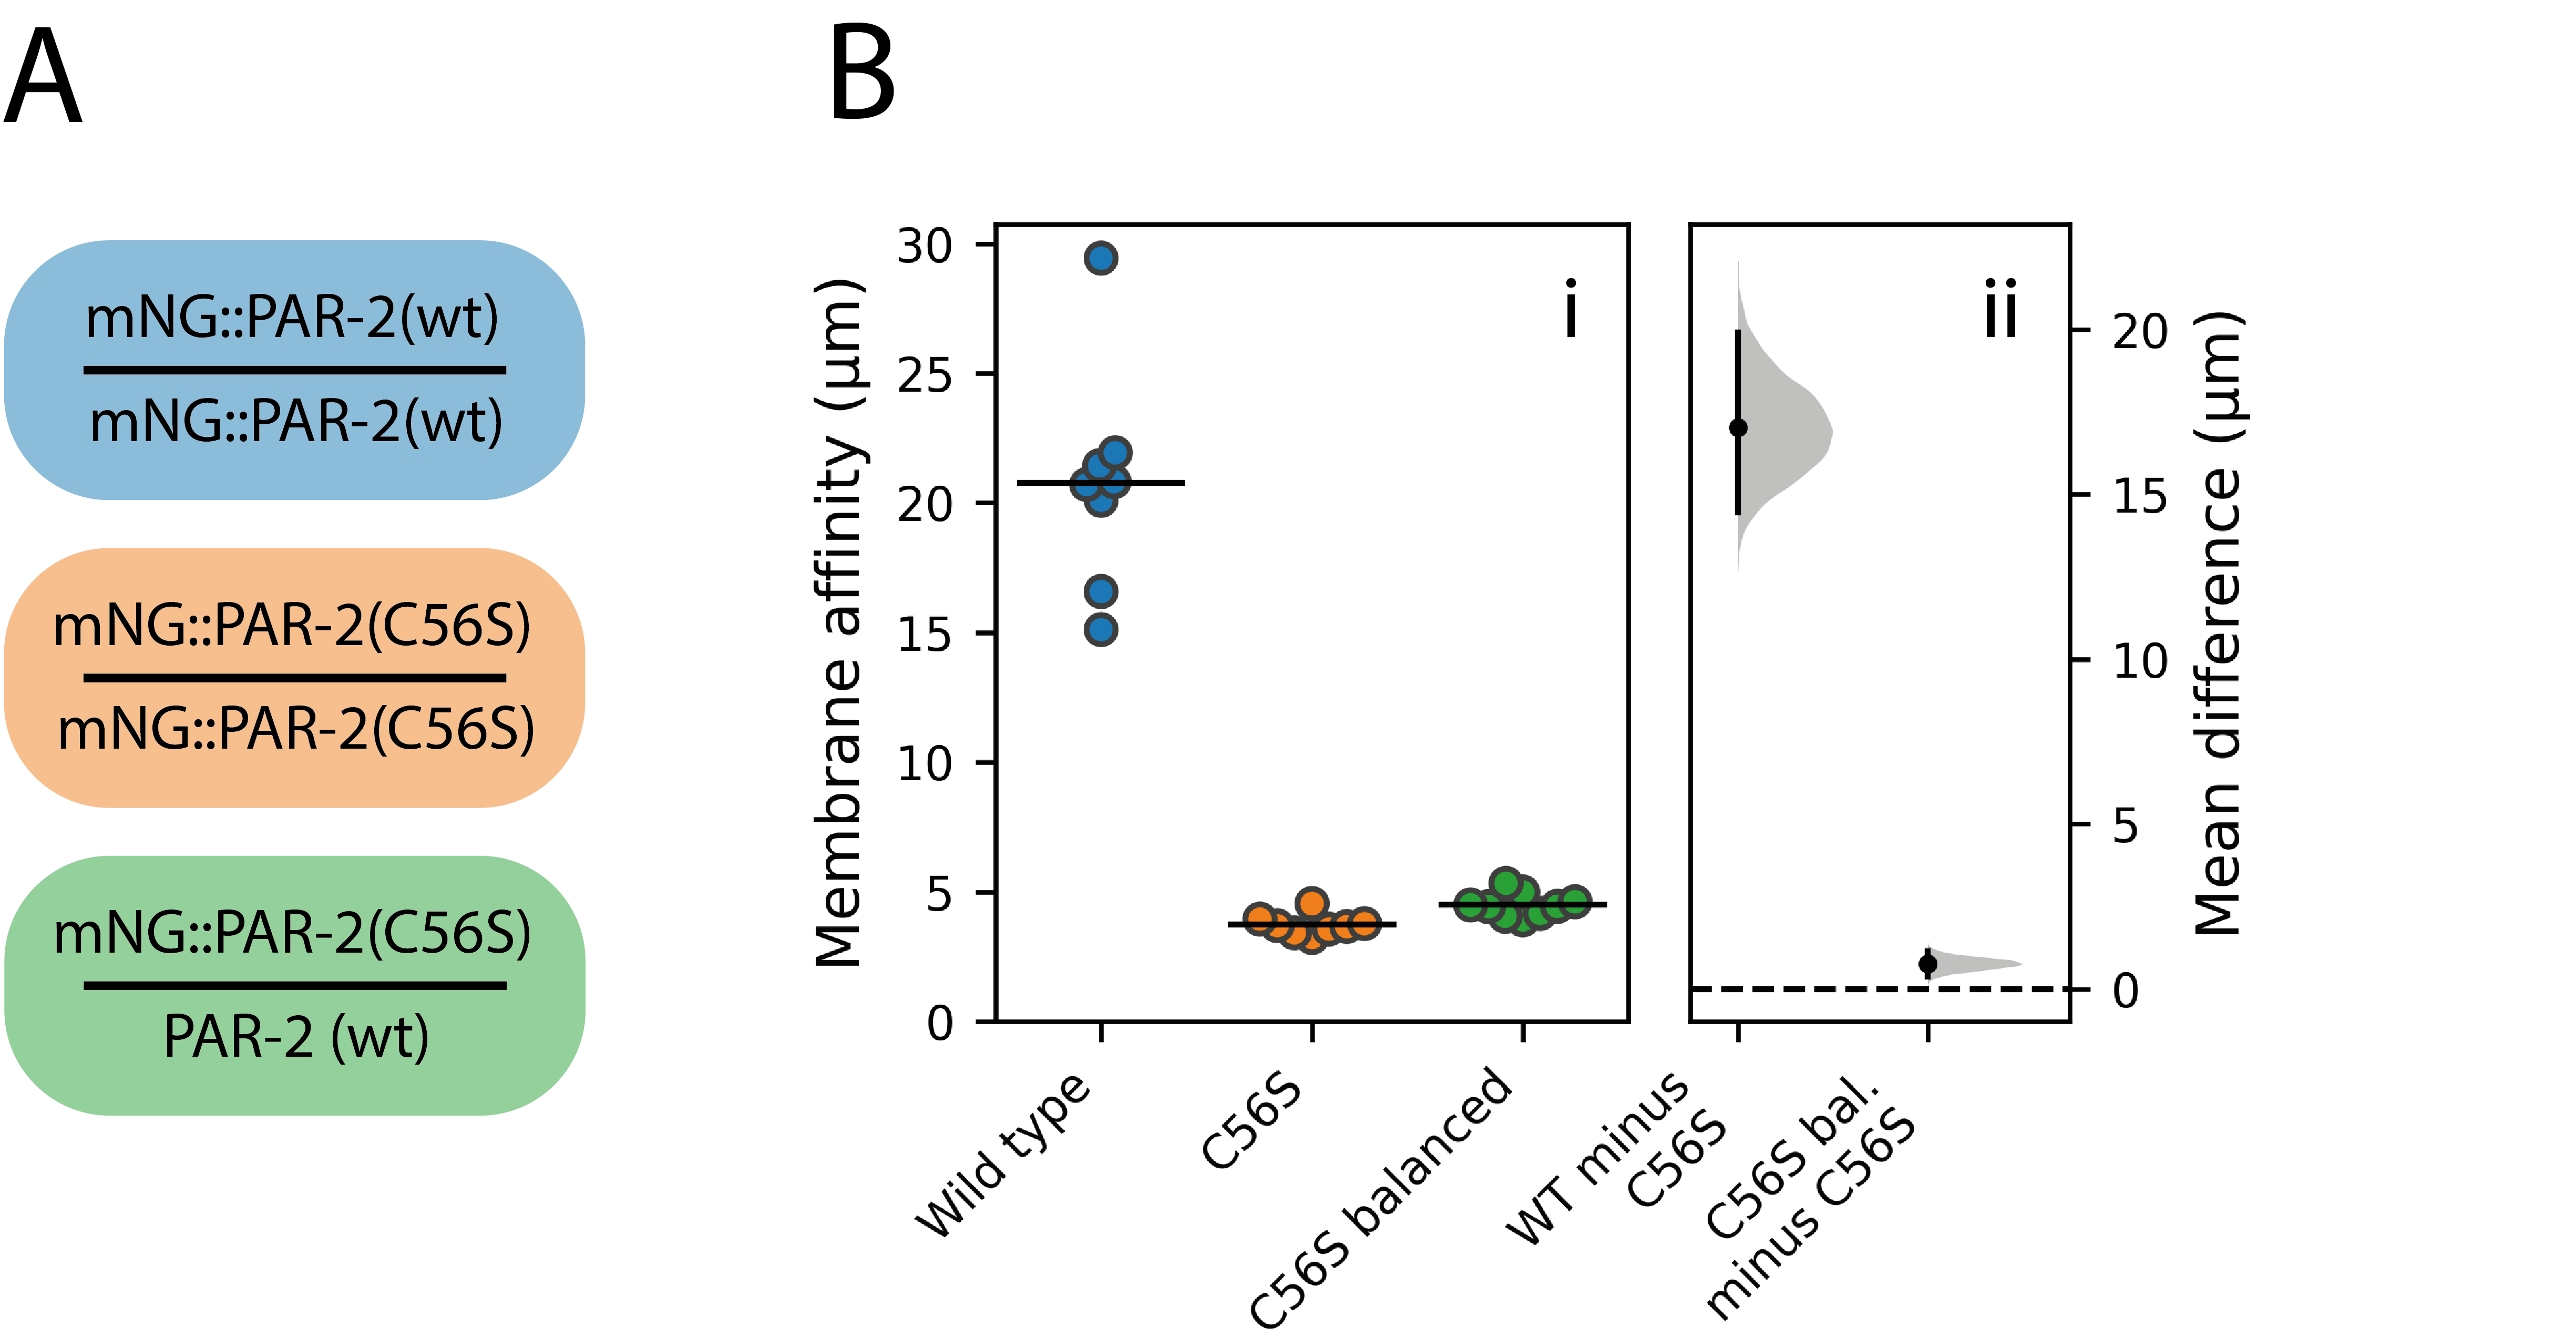 A
mNG::PAR-2(wt)
mNG::PAR-2(wt)
mNG::PAR-2(C56S)
mNG::PAR-2(C56S)
mNG::PAR-2(C56S)
PAR-2 (wt)
B
Membrane affinity (μm)
30
25
20
15
10
5
0
i
Wild type
C56S
C56S balanced
ii
20
15
10
5
0
Mean difference (μm)
WT minus
C56S
C56S bal.
minus C56S